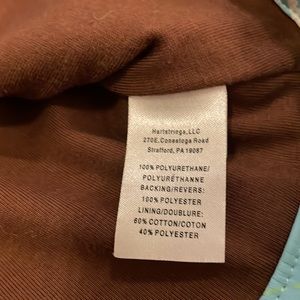 Hartstrings, LLC
270E. Conestoga Road
Strafford, PA 19087
100% POLYURETHANE/
POLYURÉTHANNE
BACKING/REVERS:
100% POLYESTER
LINING/DOUBLURE:
60% COTTON/COTON
40% POLYESTER